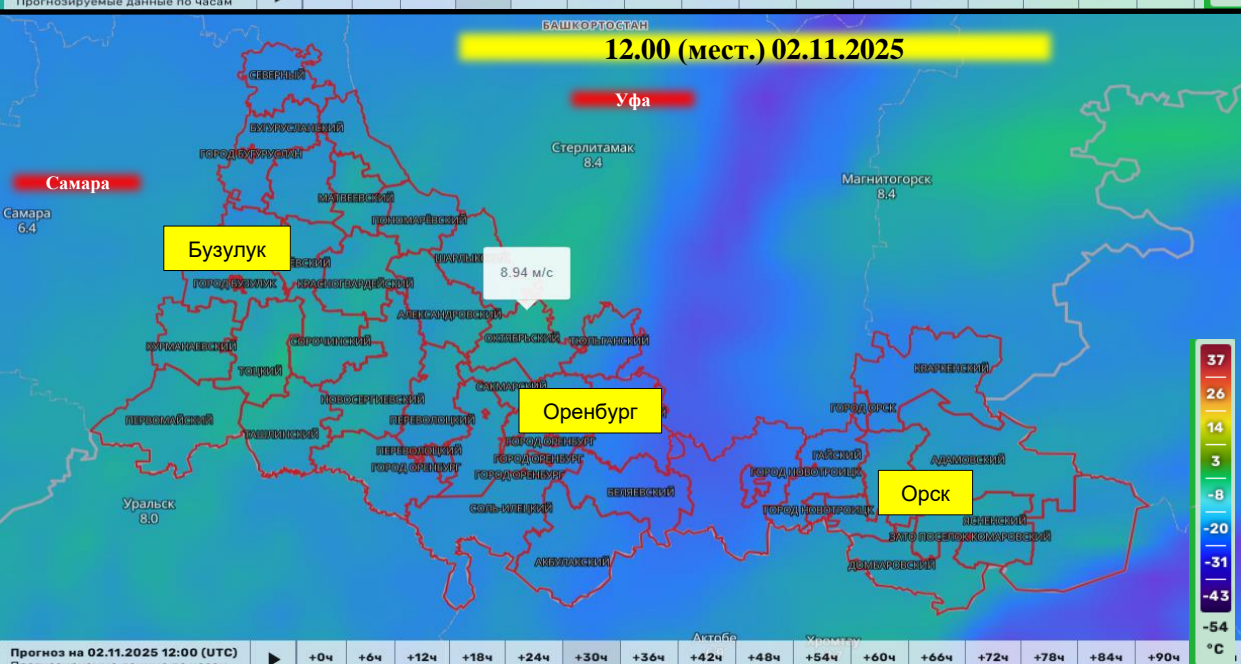 Прогнозируемые данные по часам
БАШКОРТОСТАН
12.00 (мест.) 02.11.2025
СЕВЕРНЫЙ
Уфа
БУГУРУСЛАНСКИЙ
ГОРОД БУГУРУСЛАН
Стерлитамак
8.4
Самара
Магнитогорск
8.4
МАТВЕЕВСКИЙ
Самара
6.4
ПОНОМАРЁВСКИЙ
Бузулук
ШАРЛЫК
ЕВСКИЙ
8.94 м/с
ГОРОД БУЗУЛУК
КРАСНОГВАРДЕЙСКИЙ
АЛЕКСАНДРОВСКИЙ
ОКТЯБРЬСКИЙ
ТЮЛЬГАНСКИЙ
КУРМАНАЕВСКИЙ
СОРОЧИНСКИЙ
37
ТОЦКИЙ
КВАРКЕНСКИЙ
САКМАРСКИЙ
26
НОВОСЕРГИЕВСКИЙ
Оренбург
ГОРОД ОРСК
ПЕРВОМАЙСКИЙ
ПЕРЕВОЛОЦКИЙ
14
ТАШЛИНСКИЙ
ГОРОД ОРЕНБУРГ
ПЕРЕВОЛОЦКИЙ
ГОРОД ОРЕНБУРГ
ГАЙСКИЙ
АДАМОВСКИЙ
3
ГОРОД ОРЕНБУРГ
ГОРОД ОРЕНБУРГ
ГОРОД НОВОТРОИЦК
БЕЛЯЕВСКИЙ
Орск
-8
Уральск
8.0
СОЛЬ-ИЛЕЦКИЙ
ГОРОД НОВОТРОИЦК
ЯСНЕНСКИЙ
-20
ЗАТО ПОСЕЛОК КОМАРОВСКИЙ
АКБУЛАКСКИЙ
ДОМБАРОВСКИЙ
-31
-43
-54
Актобе
Хромтау
°C
Прогноз на 02.11.2025 12:00 (UTC)
+0ч +6ч +12ч +18ч +24ч +30ч +36ч +42ч +48ч +54ч +60ч +66ч +72ч +78ч +84ч +90ч